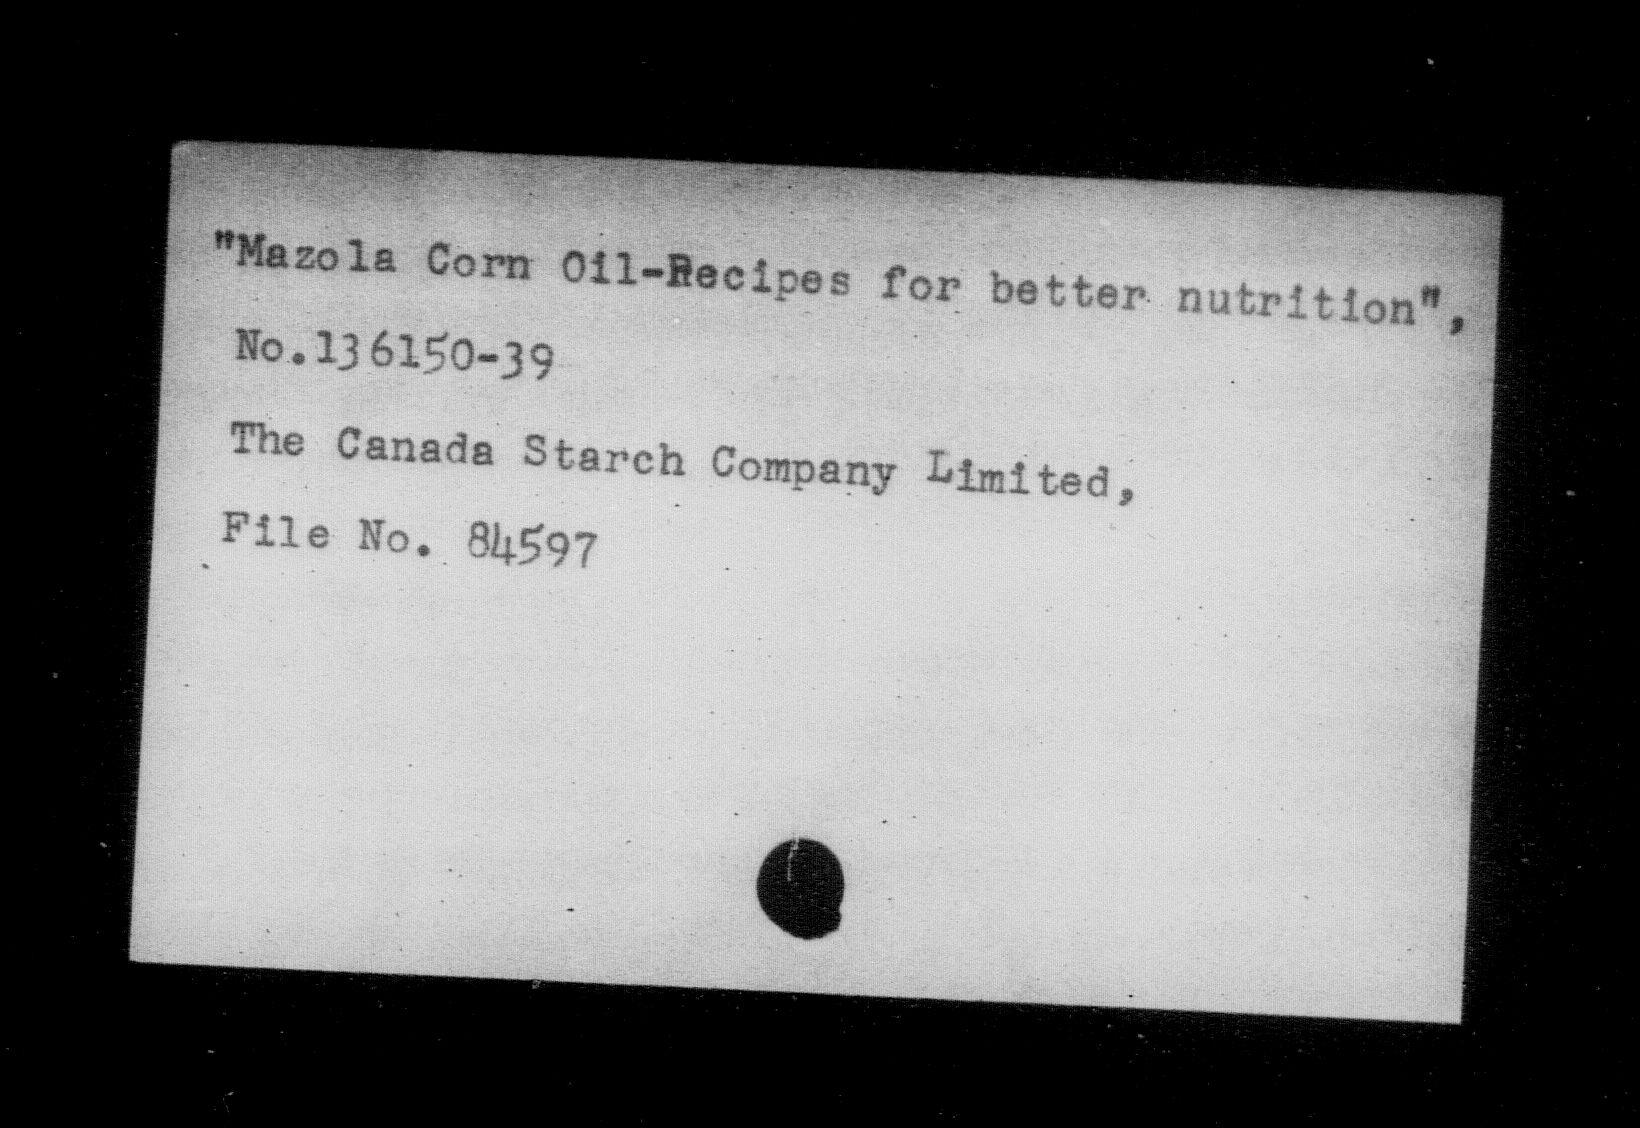 "Mazola Corn Oil-Recipes for better nutrition",
No.136150-39
The Canada Starch Company Limited,
File No. 84597